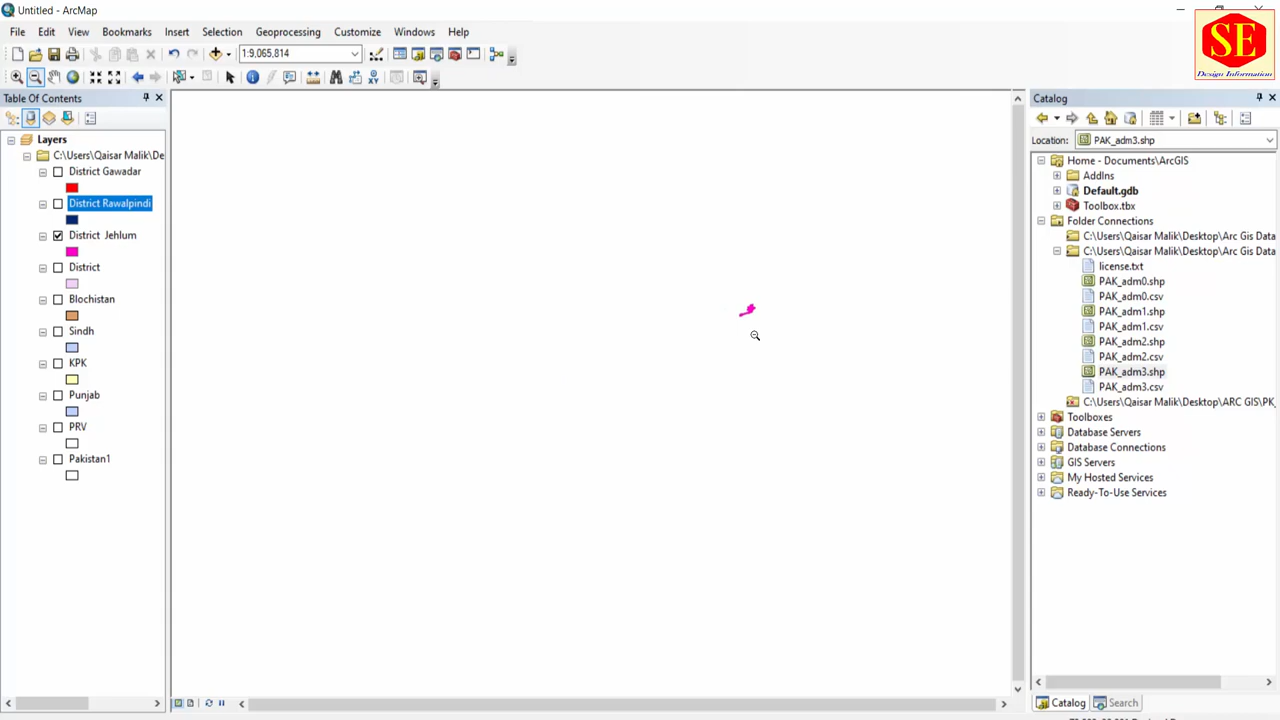 Untitled - ArcMap
SE
Design Information
File Edit View Bookmarks Insert Selection Geoprocessing Customize Windows Help
1:9,065,814
Table Of Contents
Layers
C:\Users\Qaisar Malik\De
District Gawadar
District Rawalpindi
District Jehlum
District
Blochistan
Sindh
KPK
Punjab
PRV
Pakistan1
Catalog
Location: PAK_adm3.shp
Home - Documents\ArcGIS
AddIns
Default.gdb
Toolbox.tbx
Folder Connections
C:\Users\Qaisar Malik\Desktop\Arc Gis Data
C:\Users\Qaisar Malik\Desktop\Arc Gis Data
license.txt
PAK_adm0.shp
PAK_adm0.csv
PAK_adm1.shp
PAK_adm1.csv
PAK_adm2.shp
PAK_adm2.csv
PAK_adm3.shp
PAK_adm3.csv
C:\Users\Qaisar Malik\Desktop\ARC GIS\PK_
Toolboxes
Database Servers
Database Connections
GIS Servers
My Hosted Services
Ready-To-Use Services
Catalog Search